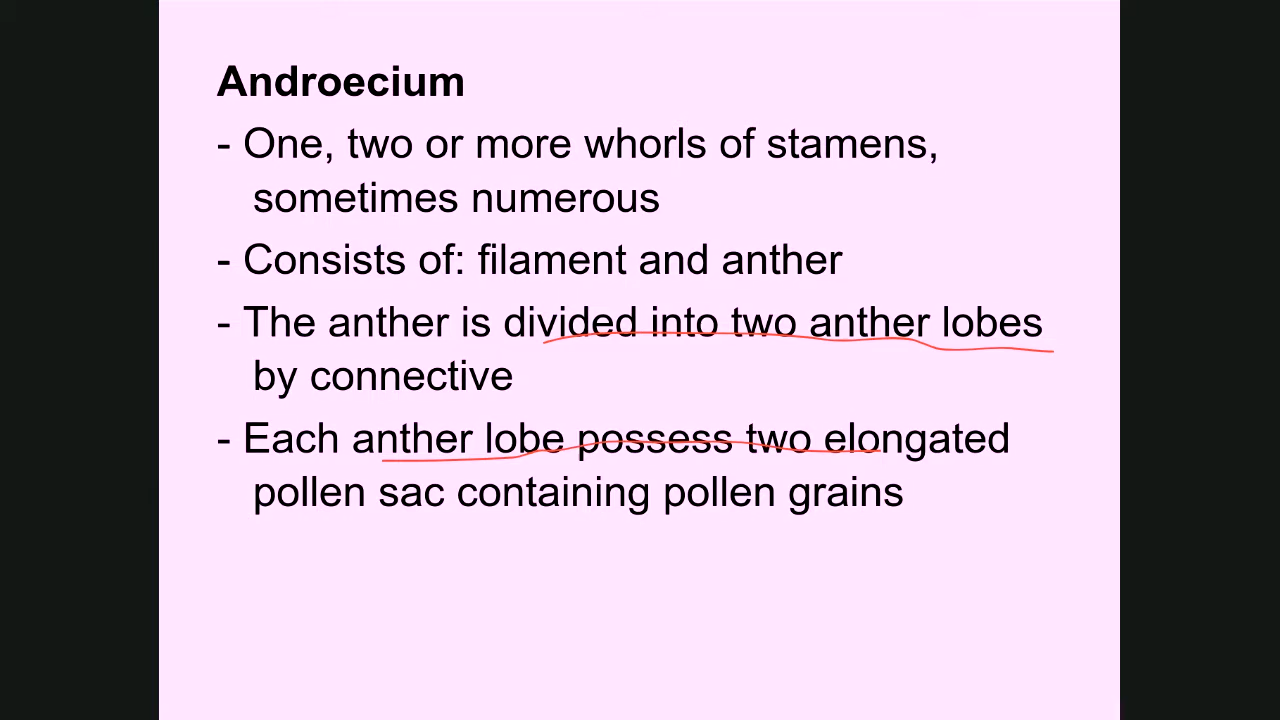 Androecium
- One, two or more whorls of stamens,
sometimes numerous
- Consists of: filament and anther
- The anther is divided into two anther lobes
by connective
- Each anther lobe possess two elongated
pollen sac containing pollen grains